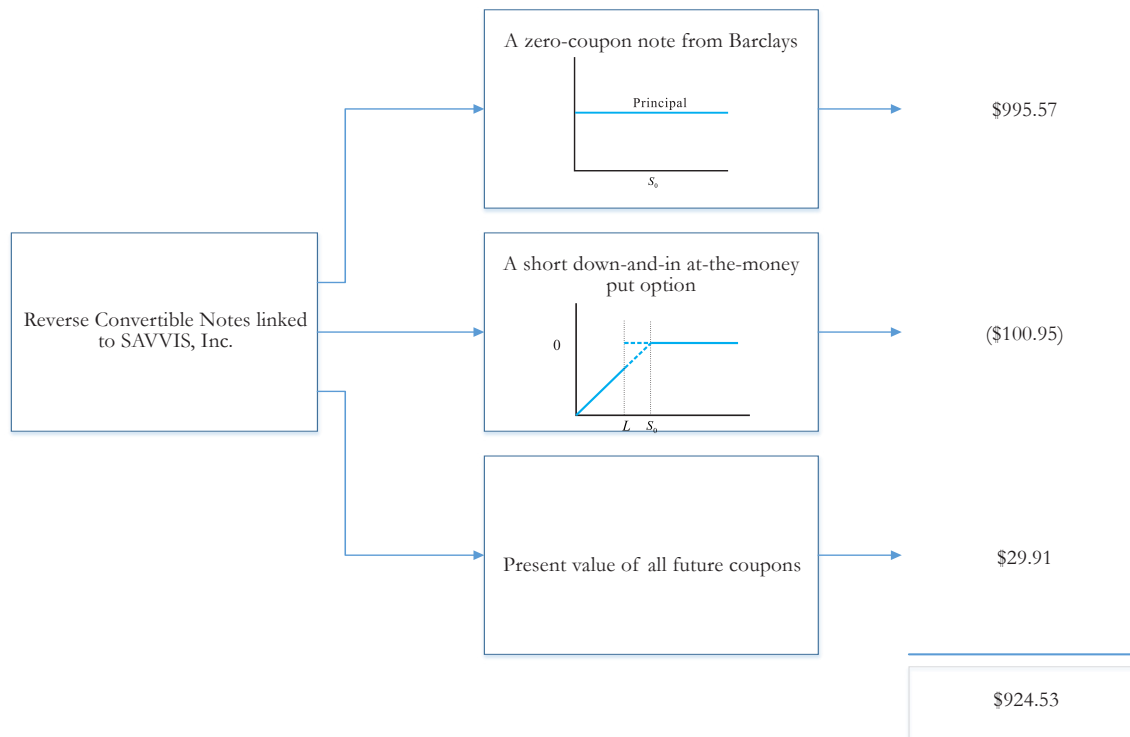 A zero-coupon note from Barclays
Principal
S₀
$995.57
Reverse Convertible Notes linked
to SAVVIS, Inc.
A short down-and-in at-the-money
put option
0
L S₀
($100.95)
Present value of all future coupons
$29.91
$924.53